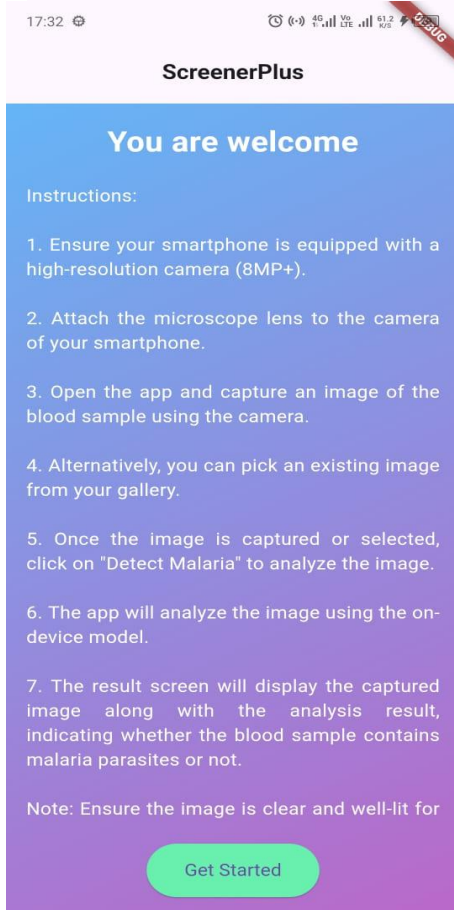 17:32
4G
1↑
Vo
LTE
61.2
K/S
DEBUG
ScreenerPlus
You are welcome
Instructions:
1. Ensure your smartphone is equipped with a
high-resolution camera (8MP+).
2. Attach the microscope lens to the camera
of your smartphone.
3. Open the app and capture an image of the
blood sample using the camera.
4. Alternatively, you can pick an existing image
from your gallery.
5. Once the image is captured or selected,
click on "Detect Malaria" to analyze the image.
6. The app will analyze the image using the on-
device model.
7. The result screen will display the captured
image along with the analysis result,
indicating whether the blood sample contains
malaria parasites or not.
Note: Ensure the image is clear and well-lit for
Get Started